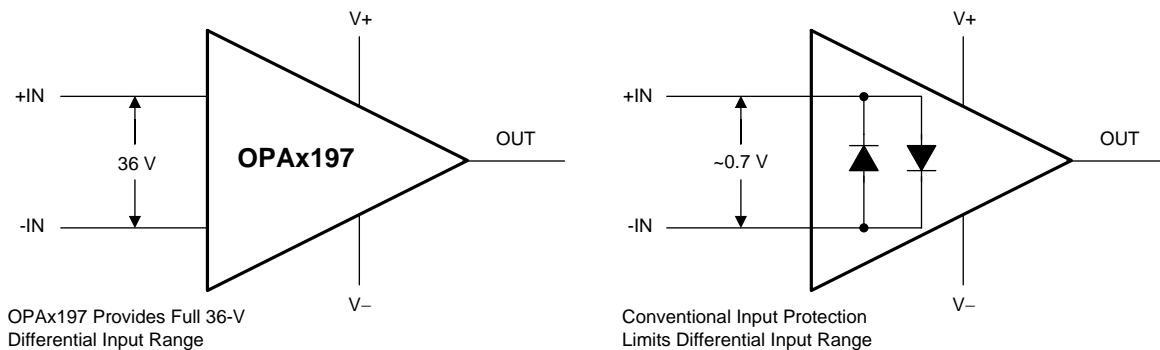 V+
+IN
36 V
OPAx197
OUT
-IN
V–
OPAx197 Provides Full 36-V
Differential Input Range
V+
+IN
~0.7 V
OUT
-IN
V–
Conventional Input Protection
Limits Differential Input Range